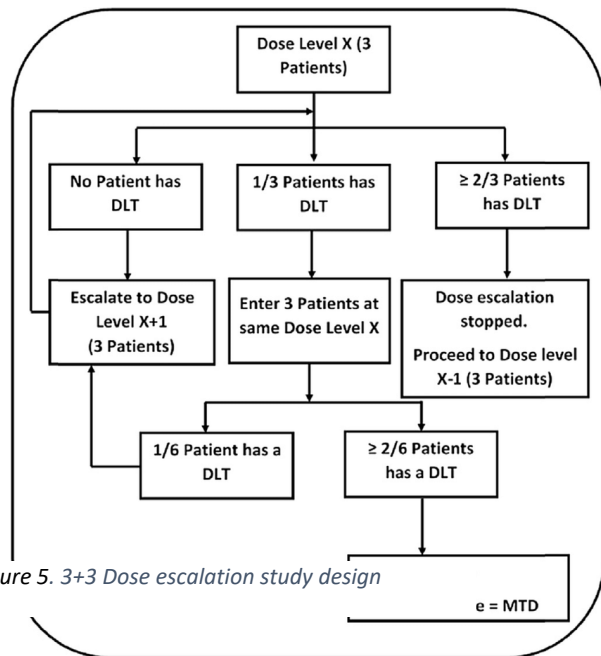 Dose Level X (3
Patients)
No Patient has
DLT
1/3 Patients has
DLT
≥ 2/3 Patients
has DLT
Escalate to Dose
Level X+1
(3 Patients)
Enter 3 Patients at
same Dose Level X
Dose escalation
stopped.
Proceed to Dose level
X-1 (3 Patients)
1/6 Patient has a
DLT
≥ 2/6 Patients
has a DLT
ure 5. 3+3 Dose escalation study design
e = MTD